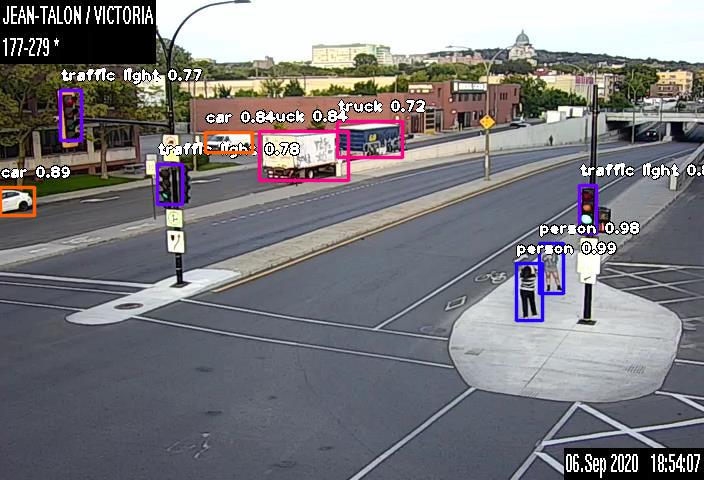 JEAN-TALON / VICTORIA
177-279 *
traffic light 0.77
car 0.84
uck 0.84
truck 0.72
traffic light 0.78
car 0.89
traffic light 0.8
person 0.98
person 0.99
06.Sep 2020 18:54:07